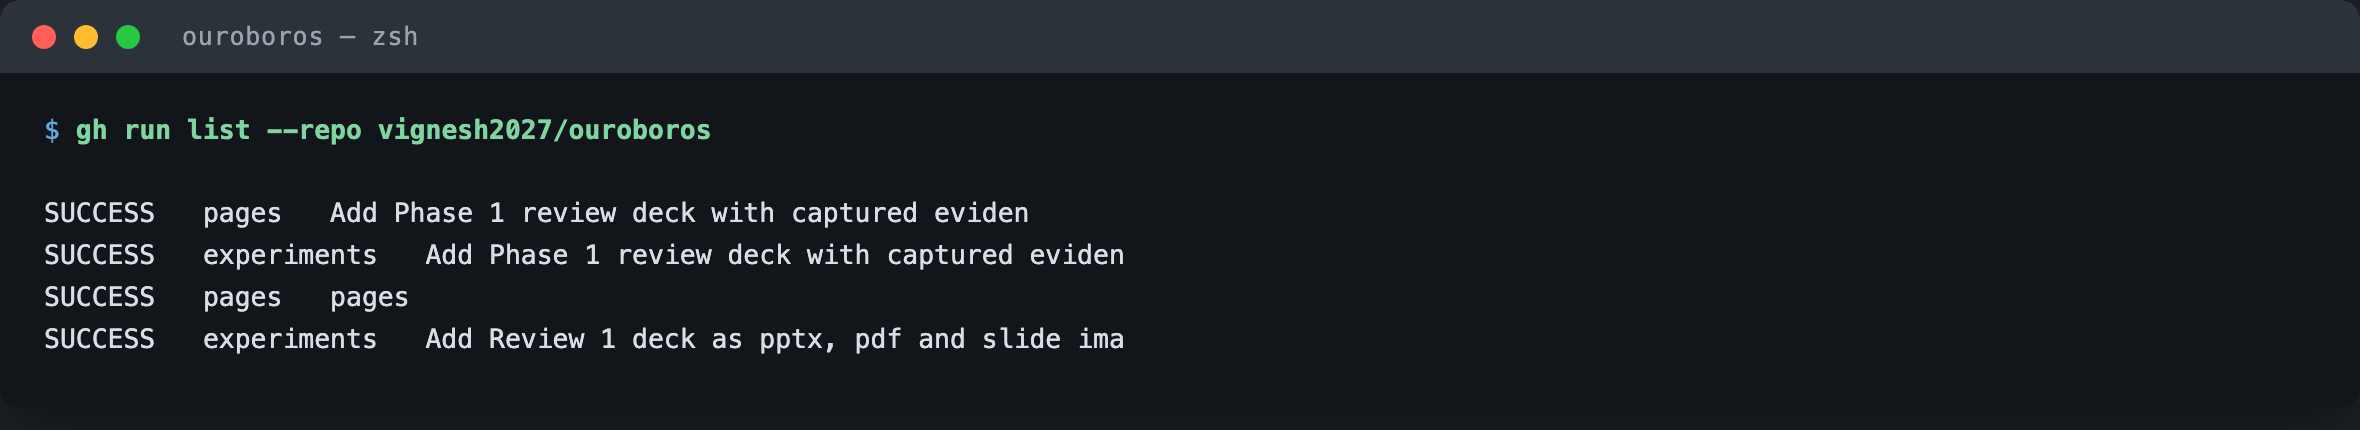 ouroboros — zsh
$ gh run list --repo vignesh2027/ouroboros
SUCCESS   pages   Add Phase 1 review deck with captured eviden
SUCCESS   experiments   Add Phase 1 review deck with captured eviden
SUCCESS   pages   pages
SUCCESS   experiments   Add Review 1 deck as pptx, pdf and slide ima